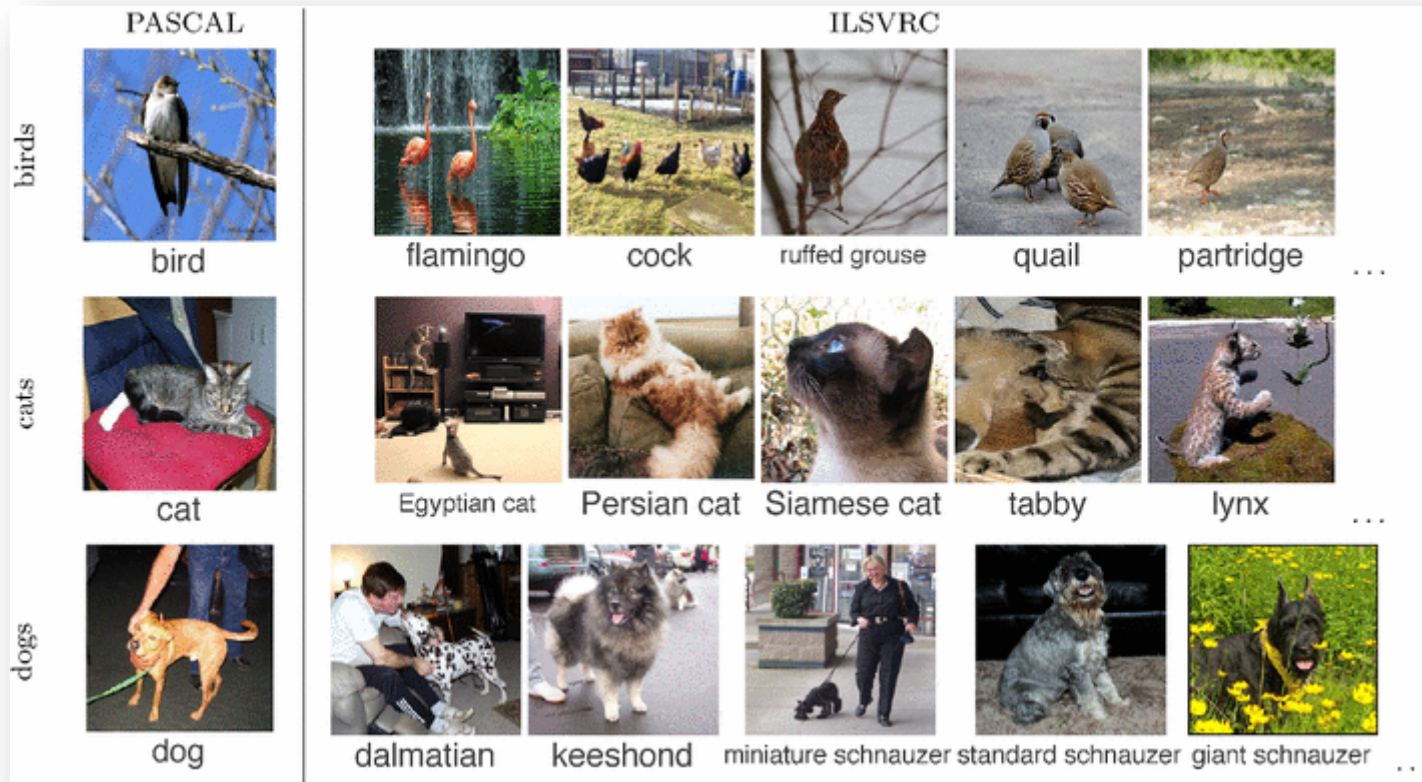 PASCAL ILSVRC
birds
bird flamingo cock ruffed grouse quail partridge ...
cats
cat Egyptian cat Persian cat Siamese cat tabby lynx ...
dogs
dog dalmatian keeshond miniature schnauzer standard schnauzer giant schnauzer ..